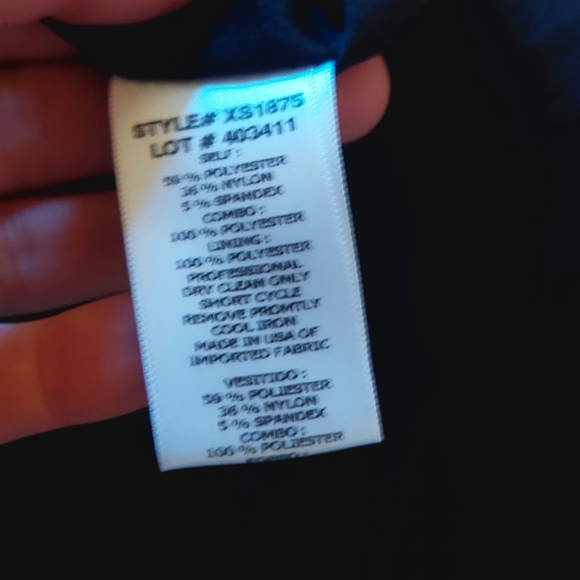 STYLE# XS1875
LOT # 403411
SELF :
59 % POLYESTER
36 % NYLON
5 % SPANDEX
COMBO :
100 % POLYESTER
LINING :
100 % POLYESTER
PROFESSIONAL
DRY CLEAN ONLY
SHORT CYCLE
REMOVE PROMTLY
COOL IRON
MADE IN USA OF
IMPORTED FABRIC
VESTIDO :
59 % POLIESTER
36 % NYLON
5 % SPANDEX
COMBO :
100 % POLIESTER